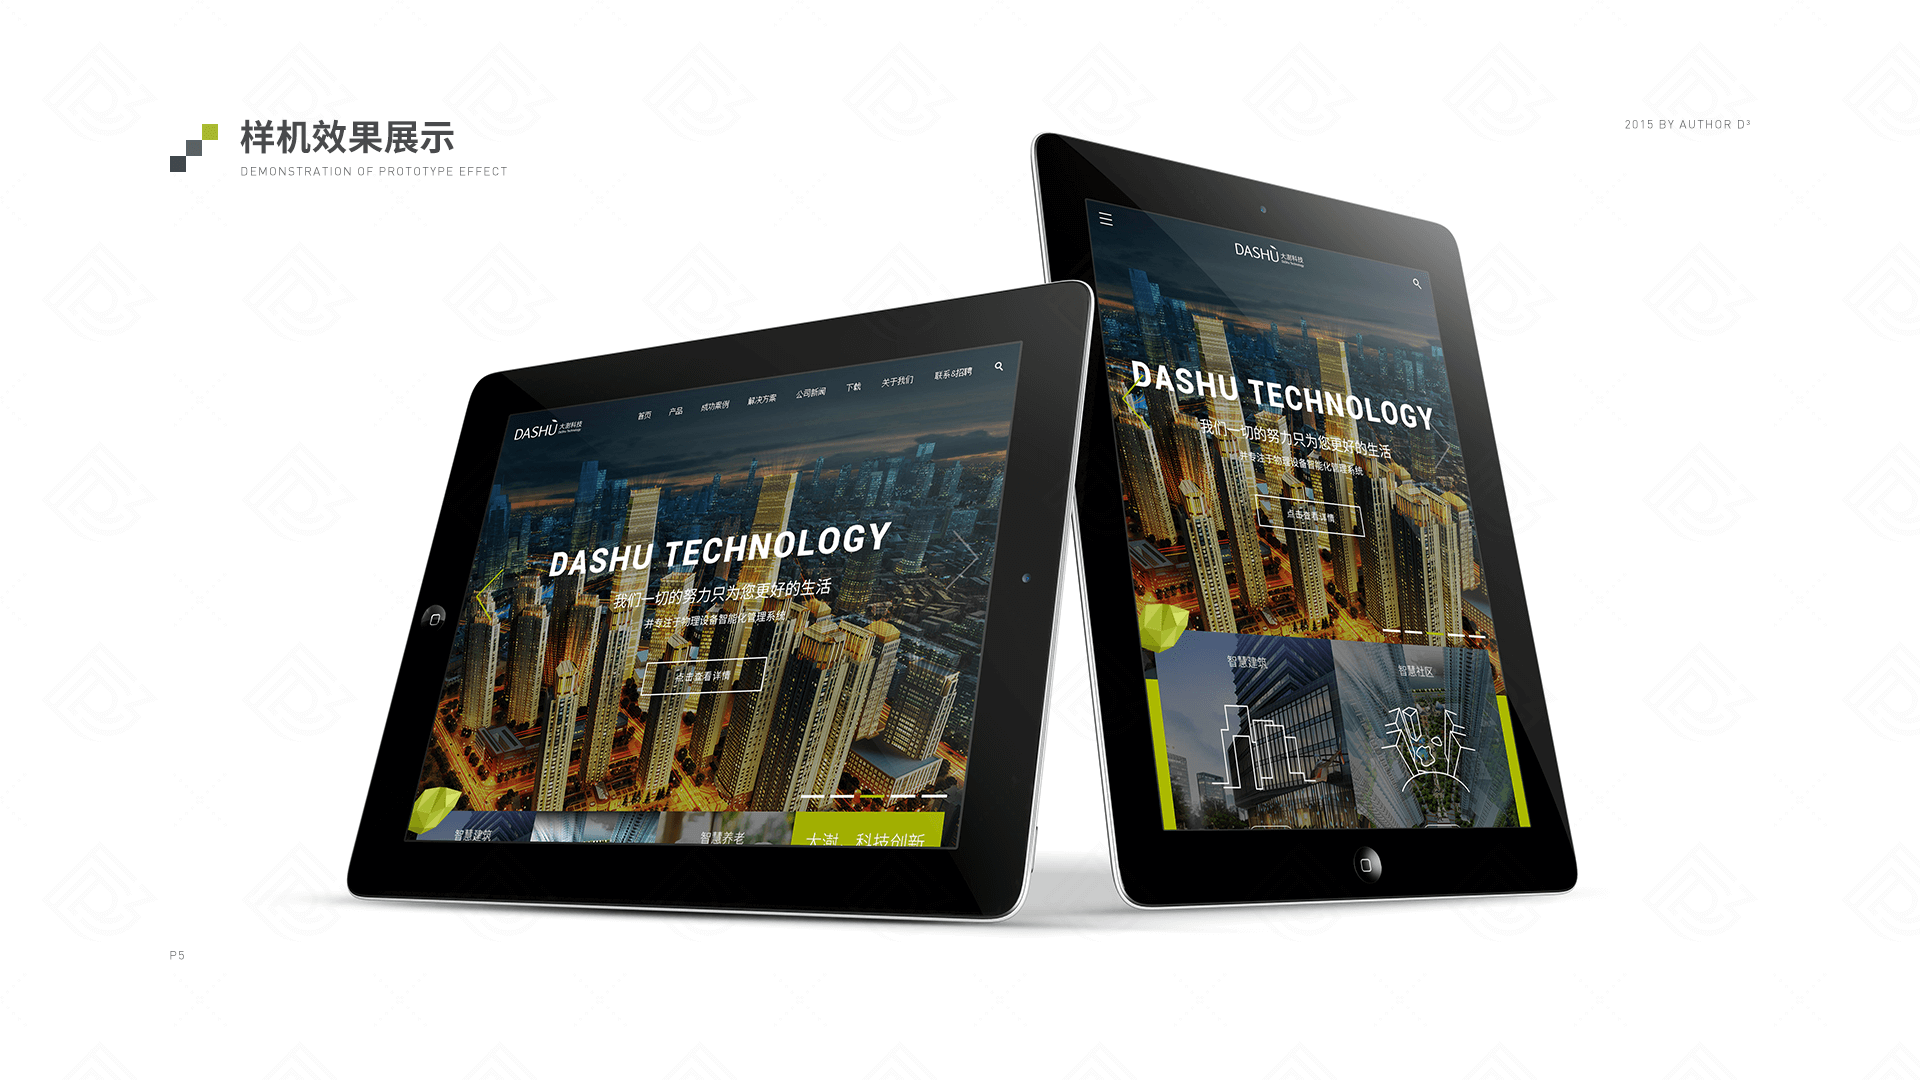 样机效果展示
DEMONSTRATION OF PROTOTYPE EFFECT
2015 BY AUTHOR D³
DASHÙ 大澍科技
Dashu Technology
首页 产品 成功案例 解决方案 公司新闻 下载 关于我们 联系&招聘
DASHU TECHNOLOGY
我们一切的努力只为您更好的生活
并专注于物理设备智能化管理系统
点击查看详情
智慧建筑
智慧养老
大澍，科技创新
DASHÙ 大澍科技
Dashu Technology
DASHU TECHNOLOGY
我们一切的努力只为您更好的生活
并专注于物理设备智能化管理系统
点击查看详情
智慧建筑
智慧社区
P5